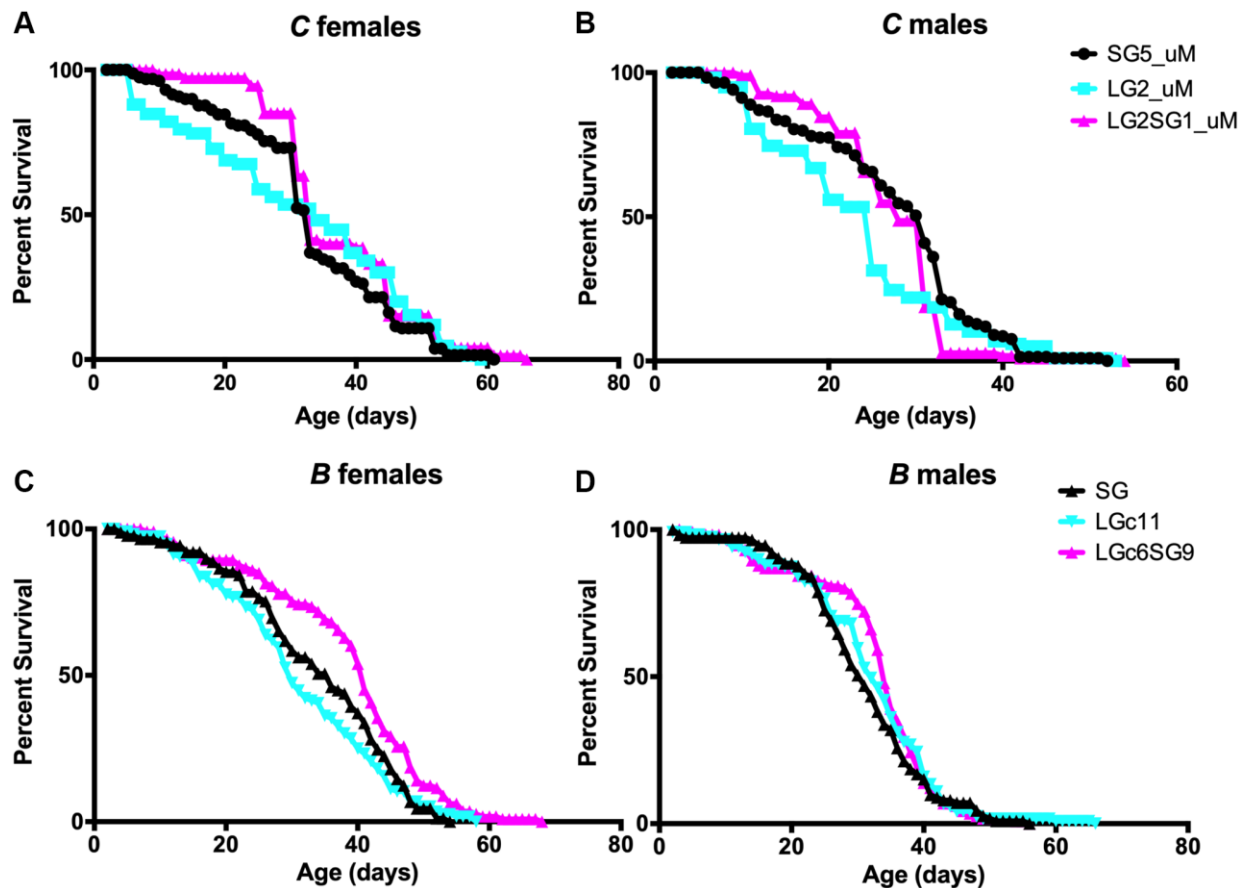 A
C females
Percent Survival
100
50
0
0 20 40 60 80
Age (days)
B
C males
Percent Survival
100
50
0
0 20 40 60
Age (days)
SG5_uM
LG2_uM
LG2SG1_uM
C
B females
Percent Survival
100
50
0
0 20 40 60 80
Age (days)
D
B males
Percent Survival
100
50
0
0 20 40 60 80
Age (days)
SG
LGc11
LGc6SG9